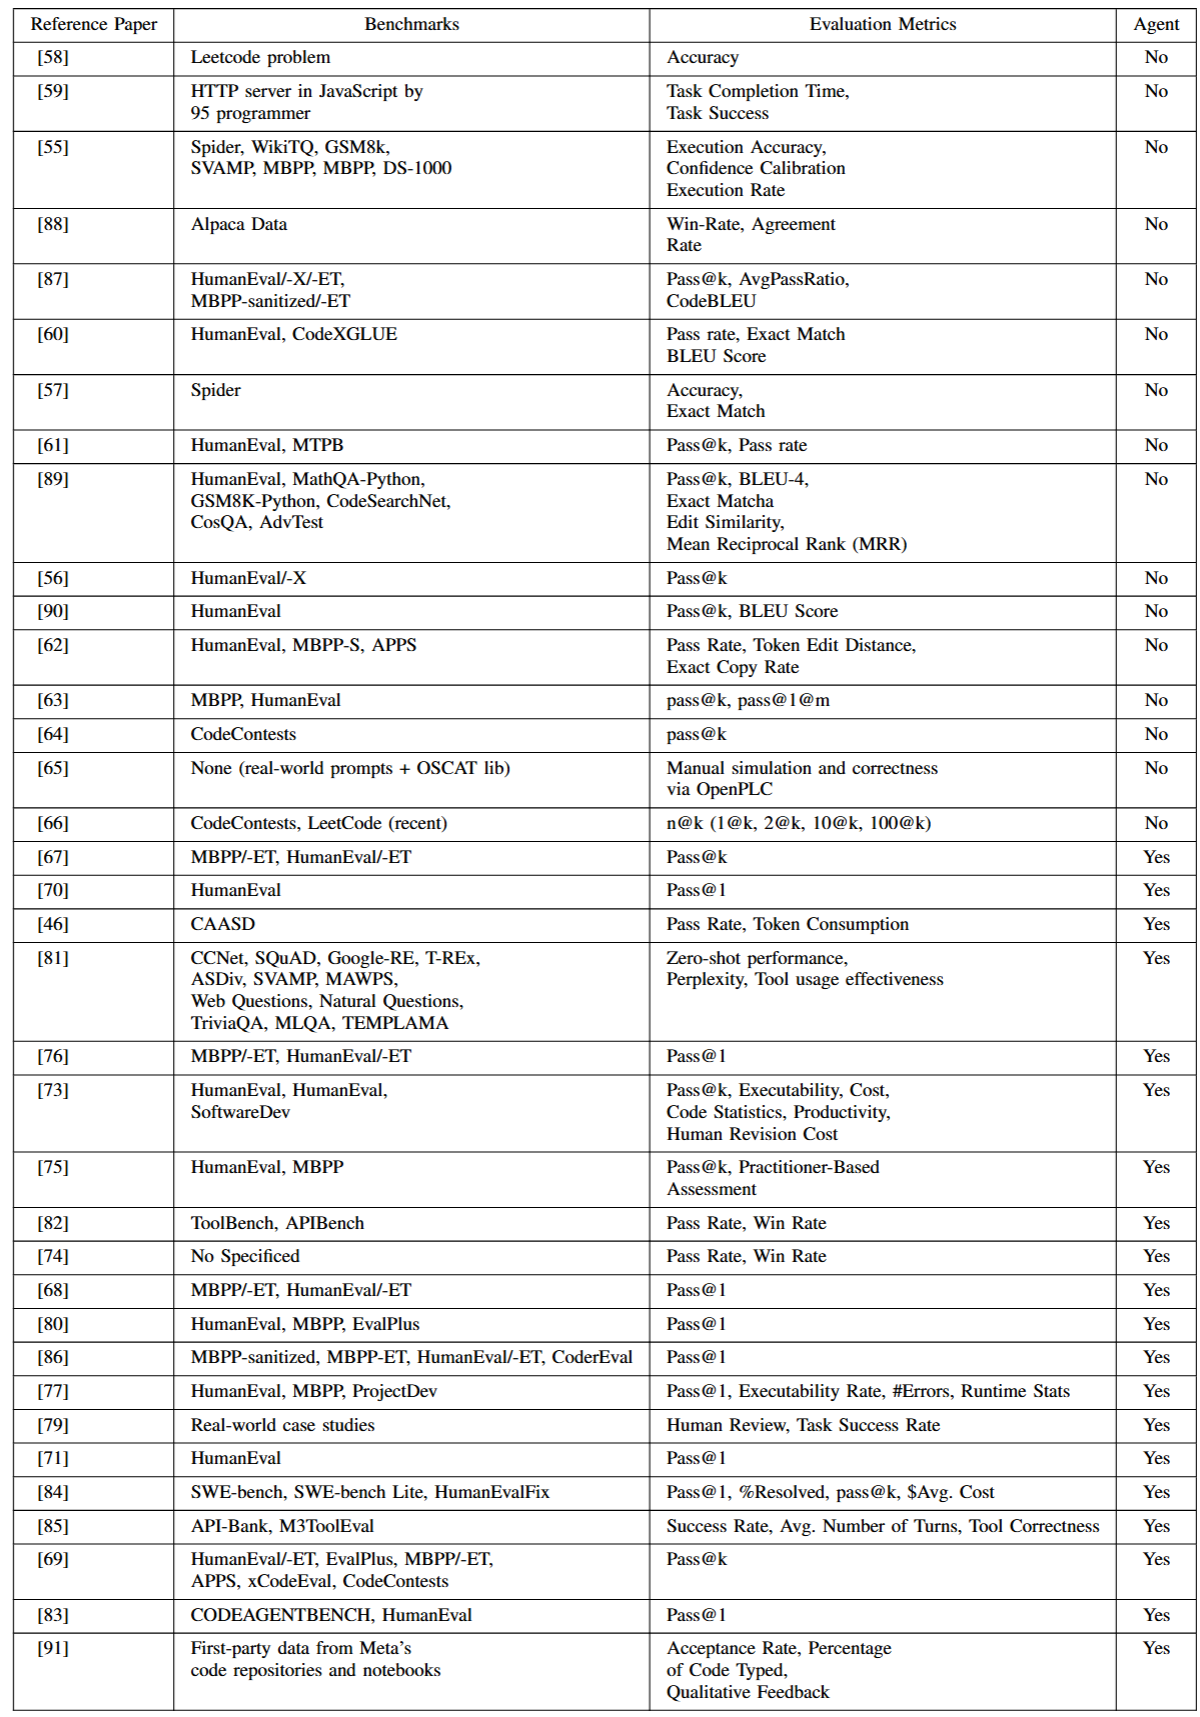 Reference Paper Benchmarks Evaluation Metrics Agent
[58] Leetcode problem Accuracy No
[59] HTTP server in JavaScript by Task Completion Time, No
95 programmer Task Success
[55] Spider, WikiTQ, GSM8k, Execution Accuracy, No
SVAMP, MBPP, MBPP, DS-1000 Confidence Calibration
Execution Rate
[88] Alpaca Data Win-Rate, Agreement No
Rate
[87] HumanEval/-X/-ET, Pass@k, AvgPassRatio, No
MBPP-sanitized/-ET CodeBLEU
[60] HumanEval, CodeXGLUE Pass rate, Exact Match No
BLEU Score
[57] Spider Accuracy, No
Exact Match
[61] HumanEval, MTPB Pass@k, Pass rate No
[89] HumanEval, MathQA-Python, Pass@k, BLEU-4, No
GSM8K-Python, CodeSearchNet, Exact Matcha
CosQA, AdvTest Edit Similarity,
Mean Reciprocal Rank (MRR)
[56] HumanEval/-X Pass@k No
[90] HumanEval Pass@k, BLEU Score No
[62] HumanEval, MBPP-S, APPS Pass Rate, Token Edit Distance, No
Exact Copy Rate
[63] MBPP, HumanEval pass@k, pass@1@m No
[64] CodeContests pass@k No
[65] None (real-world prompts + OSCAT lib) Manual simulation and correctness No
via OpenPLC
[66] CodeContests, LeetCode (recent) n@k (1@k, 2@k, 10@k, 100@k) No
[67] MBPP/-ET, HumanEval/-ET Pass@k Yes
[70] HumanEval Pass@1 Yes
[46] CAASD Pass Rate, Token Consumption Yes
[81] CCNet, SQuAD, Google-RE, T-REx, Zero-shot performance, Yes
ASDiv, SVAMP, MAWPS, Perplexity, Tool usage effectiveness
Web Questions, Natural Questions,
TriviaQA, MLQA, TEMPLAMA
[76] MBPP/-ET, HumanEval/-ET Pass@1 Yes
[73] HumanEval, HumanEval, Pass@k, Executability, Cost, Yes
SoftwareDev Code Statistics, Productivity,
Human Revision Cost
[75] HumanEval, MBPP Pass@k, Practitioner-Based Yes
Assessment
[82] ToolBench, APIBench Pass Rate, Win Rate Yes
[74] No Specificed Pass Rate, Win Rate Yes
[68] MBPP/-ET, HumanEval/-ET Pass@1 Yes
[80] HumanEval, MBPP, EvalPlus Pass@1 Yes
[86] MBPP-sanitized, MBPP-ET, HumanEval/-ET, CoderEval Pass@1 Yes
[77] HumanEval, MBPP, ProjectDev Pass@1, Executability Rate, #Errors, Runtime Stats Yes
[79] Real-world case studies Human Review, Task Success Rate Yes
[71] HumanEval Pass@1 Yes
[84] SWE-bench, SWE-bench Lite, HumanEvalFix Pass@1, %Resolved, pass@k, $Avg. Cost Yes
[85] API-Bank, M3ToolEval Success Rate, Avg. Number of Turns, Tool Correctness Yes
[69] HumanEval/-ET, EvalPlus, MBPP/-ET, Pass@k Yes
APPS, xCodeEval, CodeContests
[83] CODEAGENTBENCH, HumanEval Pass@1 Yes
[91] First-party data from Meta's Acceptance Rate, Percentage Yes
code repositories and notebooks of Code Typed,
Qualitative Feedback